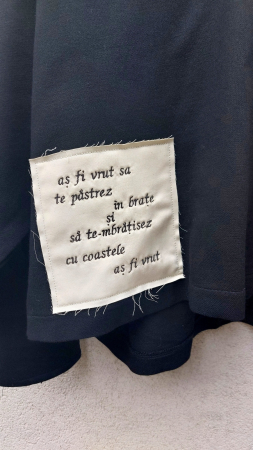 aș fi vrut sa
te păstrez
în brațe
și
să te-mbrățisez
cu coastele
aș fi vrut